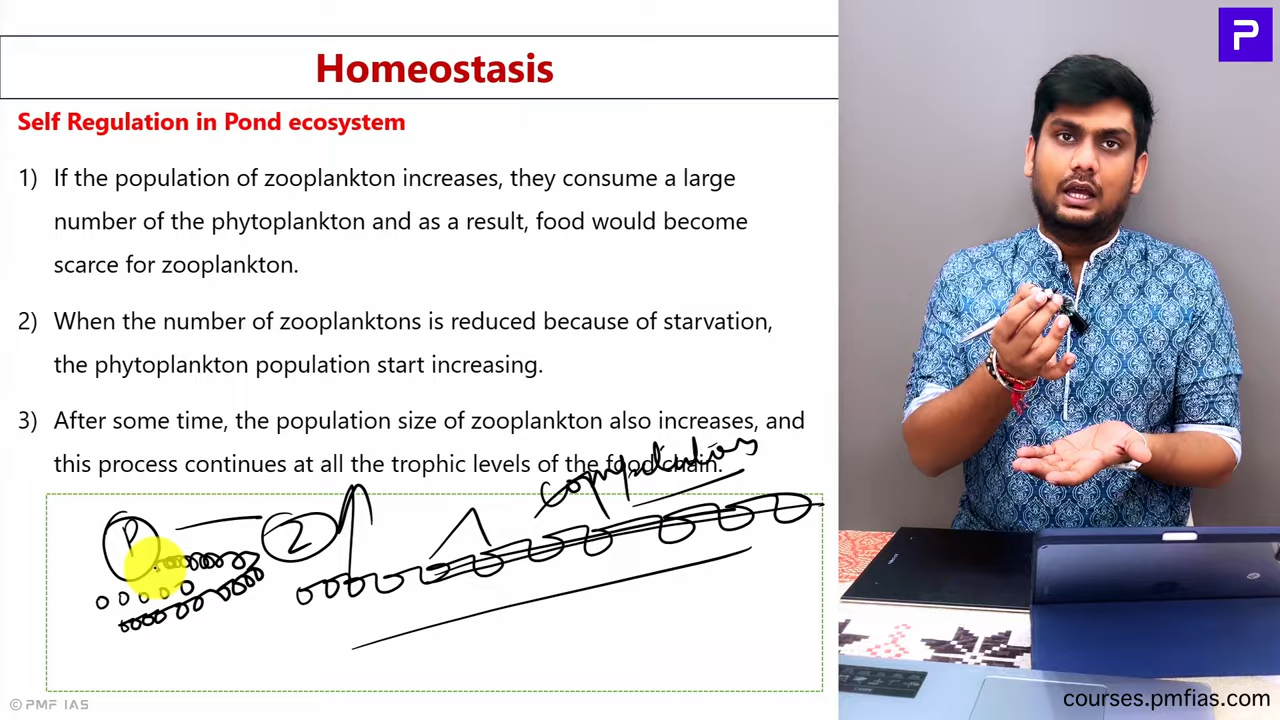 P
Homeostasis
Self Regulation in Pond ecosystem
1) If the population of zooplankton increases, they consume a large
number of the phytoplankton and as a result, food would become
scarce for zooplankton.
2) When the number of zooplanktons is reduced because of starvation,
the phytoplankton population start increasing.
3) After some time, the population size of zooplankton also increases, and
this process continues at all the trophic levels of the food chain.
P
Z
© PMF IAS
courses.pmfias.com